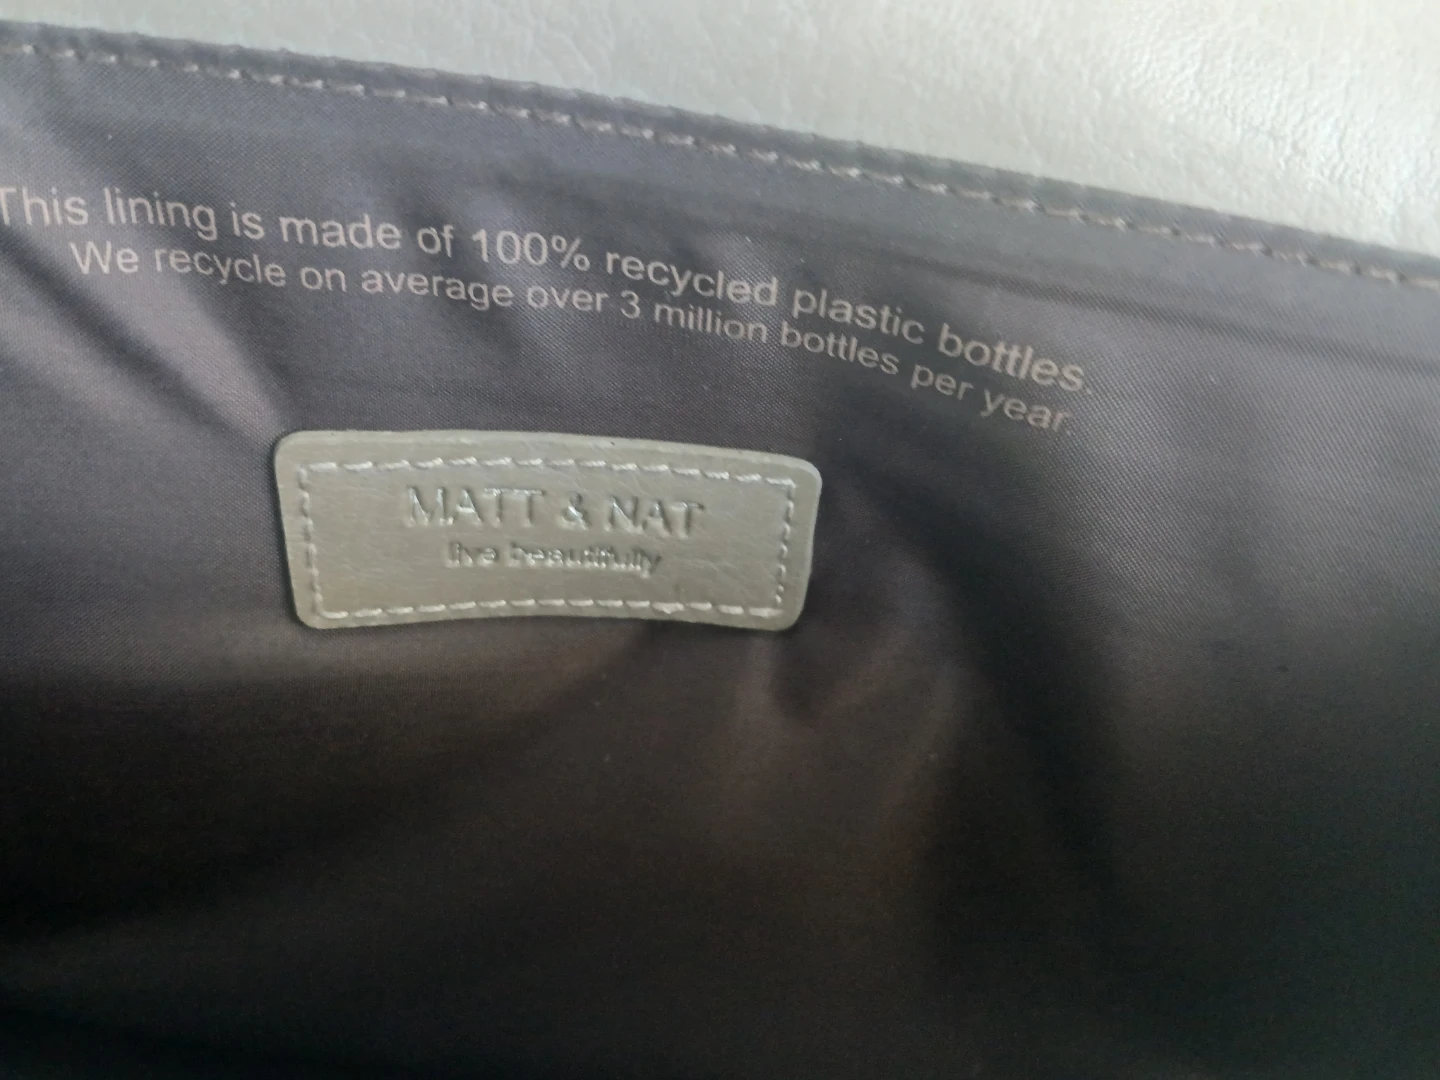 This lining is made of 100% recycled plastic bottles.
We recycle on average over 3 million bottles per year.
MATT & NAT
live beautifully